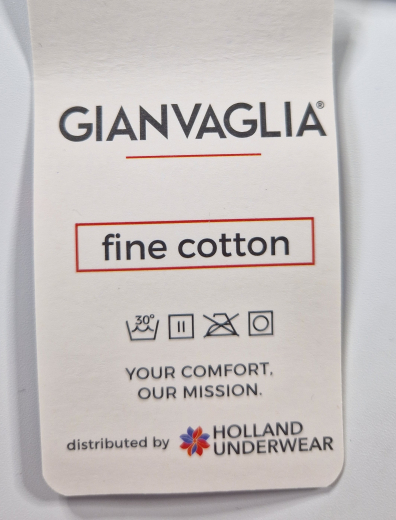 GIANVAGLIA®
fine cotton
30°
YOUR COMFORT.
OUR MISSION.
distributed by HOLLAND UNDERWEAR